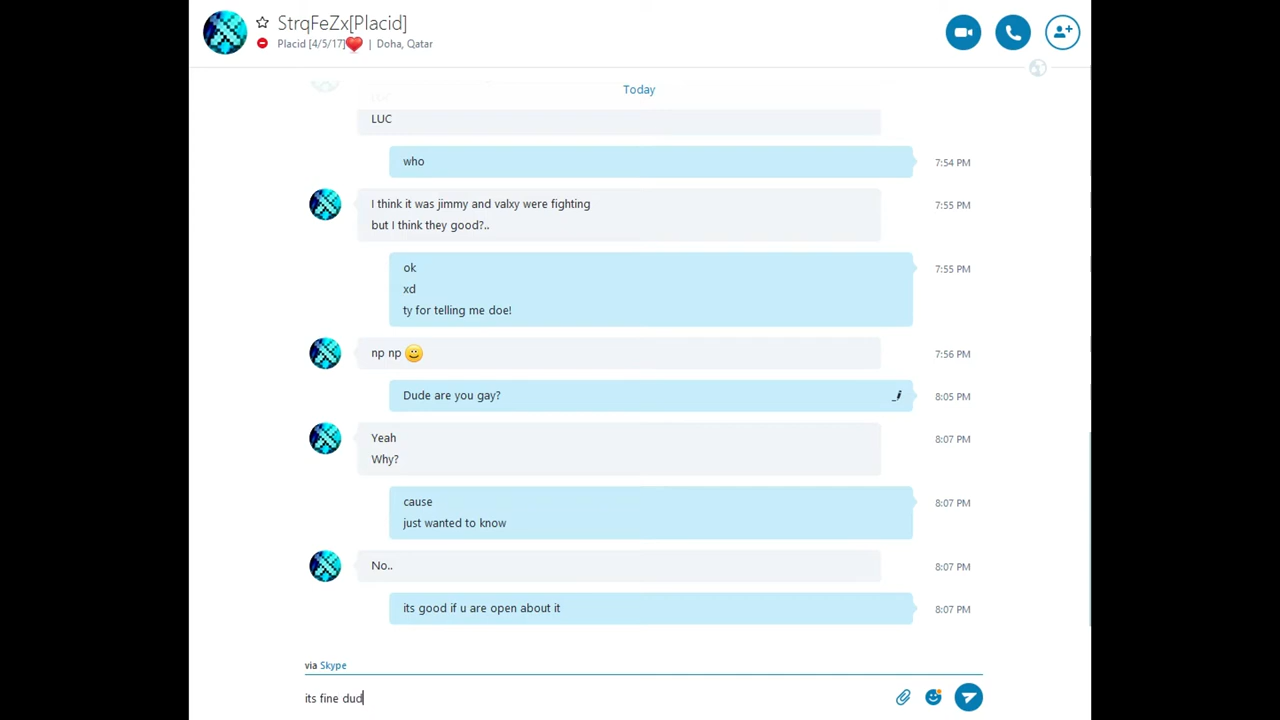 StrqFeZx[Placid]
Placid [4/5/17]❤ | Doha, Qatar
Today
LUC
who
7:54 PM
I think it was jimmy and valxy were fighting
7:55 PM
but I think they good?..
ok
7:55 PM
xd
ty for telling me doe!
np np 🙂
7:56 PM
Dude are you gay?
8:05 PM
Yeah
8:07 PM
Why?
cause
8:07 PM
just wanted to know
No..
8:07 PM
its good if u are open about it
8:07 PM
via Skype
its fine dud